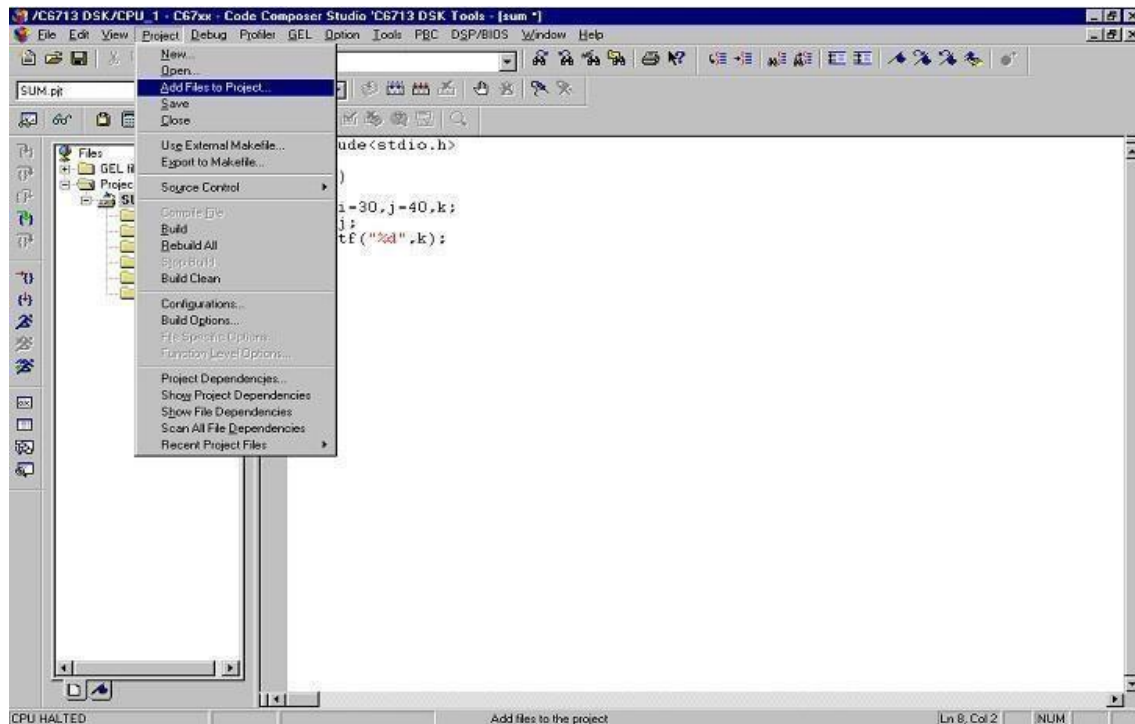 /C6713 DSK/CPU_1 - C67xx - Code Composer Studio 'C6713 DSK Tools - [sum *]
File Edit View Project Debug Profiler GEL Option Tools PBC DSP/BIOS Window Help
SUM.pjt
New...
Open...
Add Files to Project...
Save
Close
Use External Makefile...
Export to Makefile...
Source Control
Compile File
Build
Rebuild All
Stop Build
Build Clean
Configurations...
Build Options...
File Specific Options...
Function Level Options...
Project Dependencies...
Show Project Dependencies
Show File Dependencies
Scan All File Dependencies
Recent Project Files
Files
GEL fi
Projec
SU
ude<stdio.h>
)
i=30,j=40,k;
j;
tf("%d",k);
CPU HALTED
Add files to the project
Ln 8, Col 2
NUM